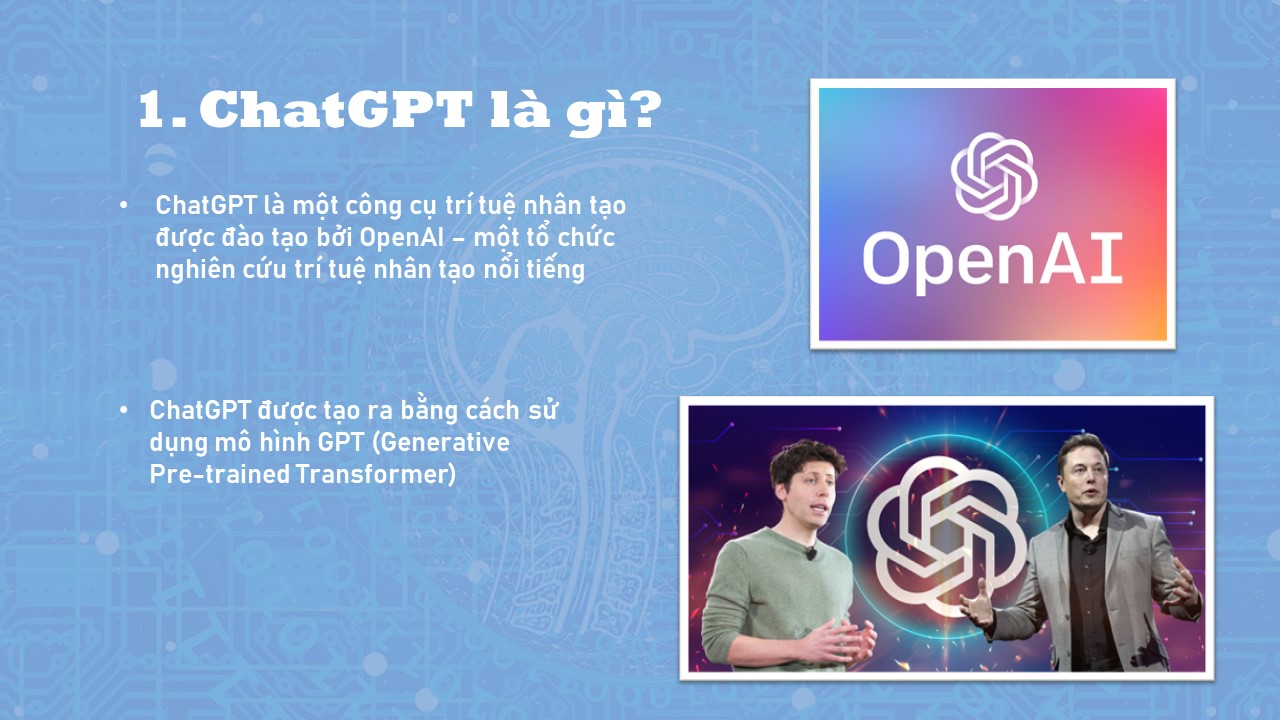 1. ChatGPT là gì?
• ChatGPT là một công cụ trí tuệ nhân tạo
được đào tạo bởi OpenAI – một tổ chức
nghiên cứu trí tuệ nhân tạo nổi tiếng
• ChatGPT được tạo ra bằng cách sử
dụng mô hình GPT (Generative
Pre-trained Transformer)
OpenAI